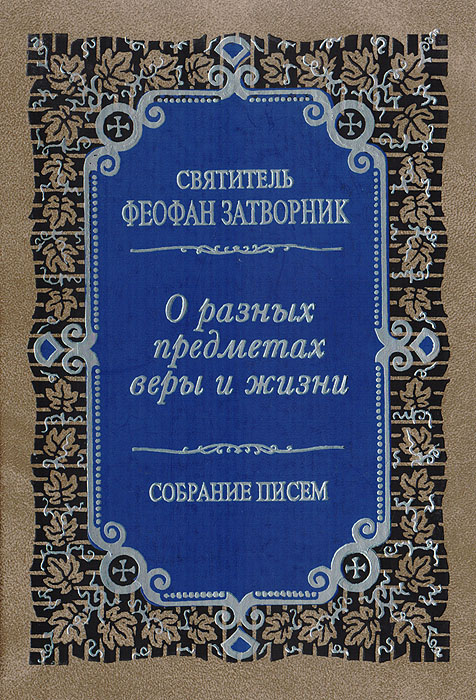 СВЯТИТЕЛЬ
ФЕОФАН ЗАТВОРНИК
О разных
предметах
веры и жизни
СОБРАНИЕ ПИСЕМ